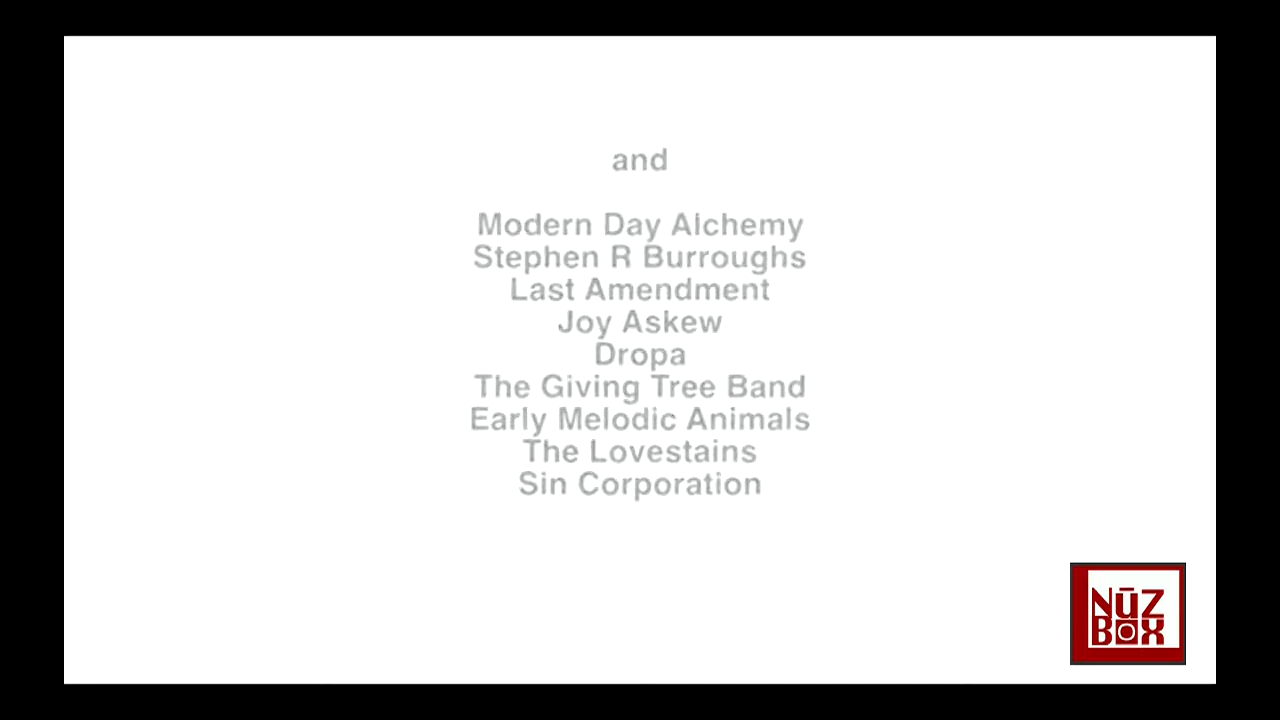 and
Modern Day Alchemy
Stephen R Burroughs
Last Amendment
Joy Askew
Dropa
The Giving Tree Band
Early Melodic Animals
The Lovestains
Sin Corporation
NūZ
BOX